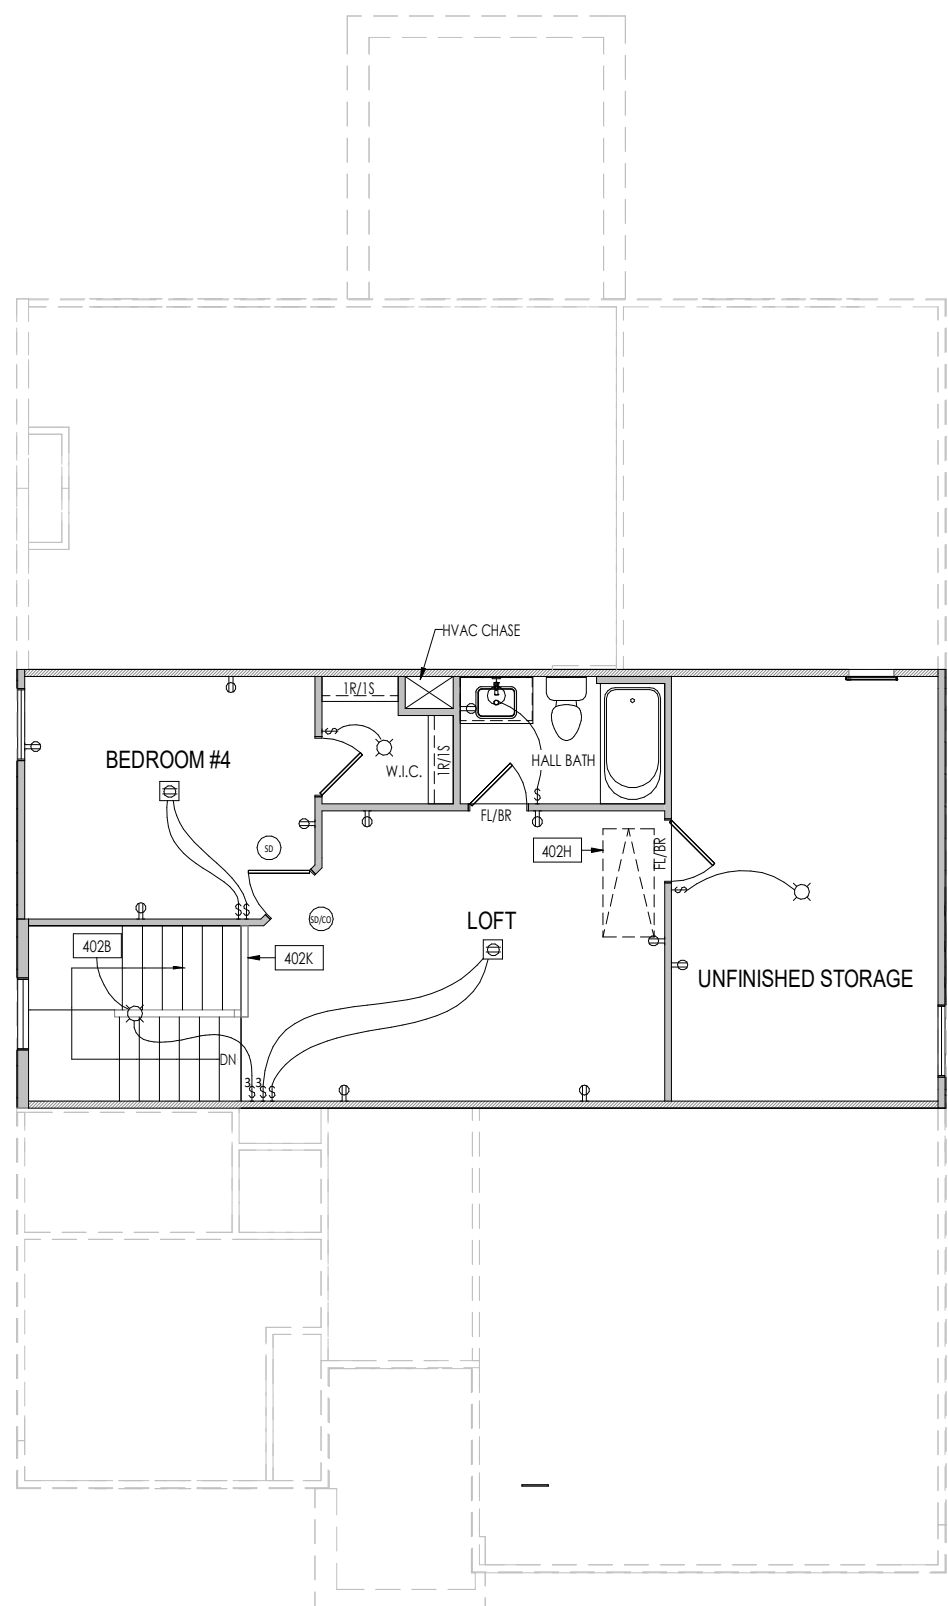 HVAC CHASE
1R/1S
$
BEDROOM #4
W.I.C.
1R/1S
HALL BATH
$
FL/BR
SD
402H
FL/BR
$
$$
SD/CO
LOFT
402B
402K
UNFINISHED STORAGE
DN
3 3
$ $ $